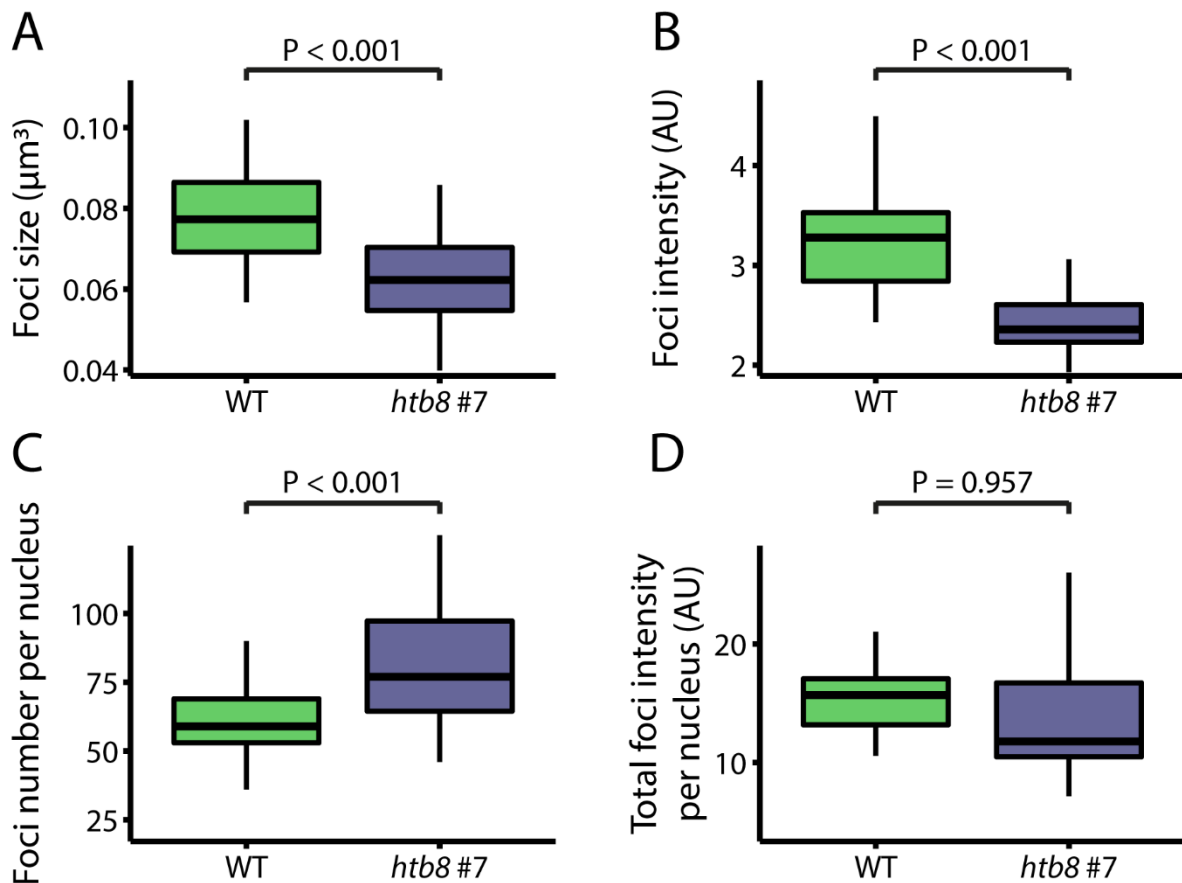 A
P < 0.001
Foci size (µm³)
0.10
0.08
0.06
0.04
WT
htb8 #7
B
P < 0.001
Foci intensity (AU)
4
3
2
WT
htb8 #7
C
P < 0.001
Foci number per nucleus
100
75
50
25
WT
htb8 #7
D
P = 0.957
Total foci intensity
per nucleus (AU)
20
10
WT
htb8 #7